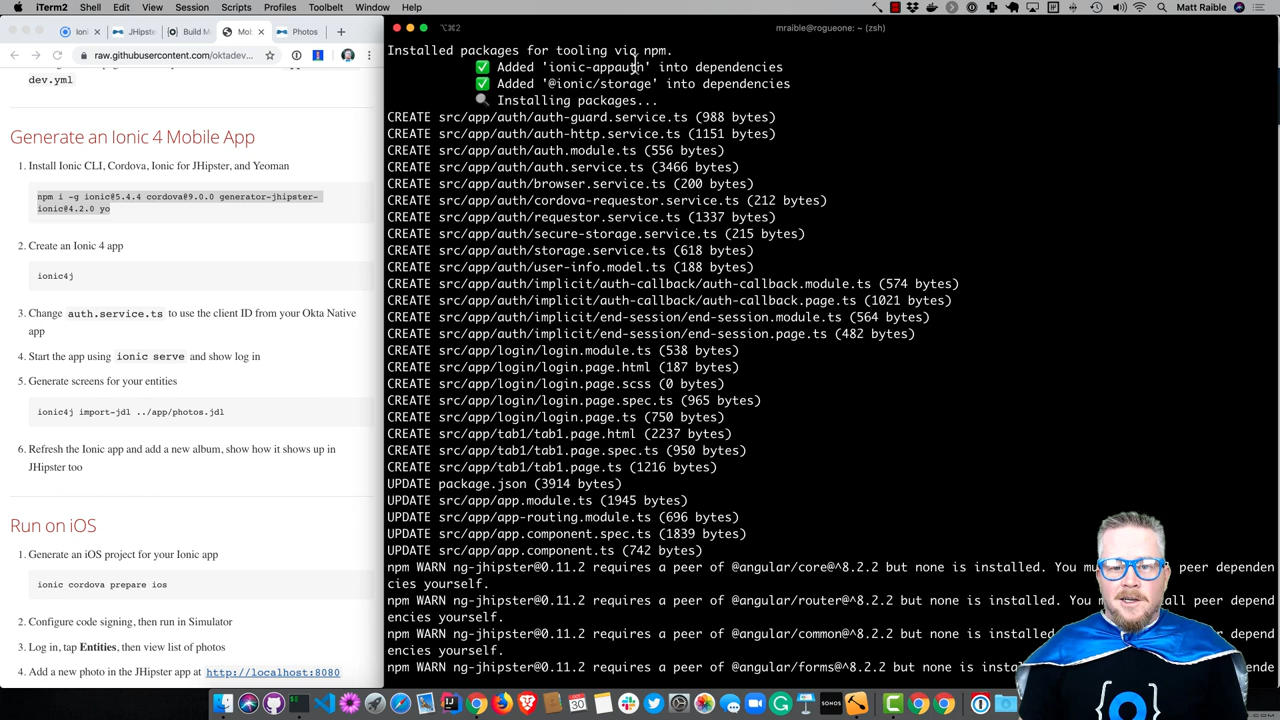 iTerm2 Shell Edit View Session Scripts Profiles Toolbelt Window Help
Matt Raible
Ioni
JHipste
Build M
Mob
Photos
raw.githubusercontent.com/oktadev...
⌥⌘2
mraible@rogueone: ~ (zsh)
dev.yml
Generate an Ionic 4 Mobile App
1. Install Ionic CLI, Cordova, Ionic for JHipster, and Yeoman
npm i -g ionic@5.4.4 cordova@9.0.0 generator-jhipster-
ionic@4.2.0 yo
2. Create an Ionic 4 app
ionic4j
3. Change auth.service.ts to use the client ID from your Okta Native
app
4. Start the app using ionic serve and show log in
5. Generate screens for your entities
ionic4j import-jdl ../app/photos.jdl
6. Refresh the Ionic app and add a new album, show how it shows up in
JHipster too
Run on iOS
1. Generate an iOS project for your Ionic app
ionic cordova prepare ios
2. Configure code signing, then run in Simulator
3. Log in, tap Entities, then view list of photos
4. Add a new photo in the JHipster app at http://localhost:8080
Installed packages for tooling via npm.
✅ Added 'ionic-appauth' into dependencies
✅ Added '@ionic/storage' into dependencies
🔍 Installing packages...
CREATE src/app/auth/auth-guard.service.ts (988 bytes)
CREATE src/app/auth/auth-http.service.ts (1151 bytes)
CREATE src/app/auth/auth.module.ts (556 bytes)
CREATE src/app/auth/auth.service.ts (3466 bytes)
CREATE src/app/auth/browser.service.ts (200 bytes)
CREATE src/app/auth/cordova-requestor.service.ts (212 bytes)
CREATE src/app/auth/requestor.service.ts (1337 bytes)
CREATE src/app/auth/secure-storage.service.ts (215 bytes)
CREATE src/app/auth/storage.service.ts (618 bytes)
CREATE src/app/auth/user-info.model.ts (188 bytes)
CREATE src/app/auth/implicit/auth-callback/auth-callback.module.ts (574 bytes)
CREATE src/app/auth/implicit/auth-callback/auth-callback.page.ts (1021 bytes)
CREATE src/app/auth/implicit/end-session/end-session.module.ts (564 bytes)
CREATE src/app/auth/implicit/end-session/end-session.page.ts (482 bytes)
CREATE src/app/login/login.module.ts (538 bytes)
CREATE src/app/login/login.page.html (187 bytes)
CREATE src/app/login/login.page.scss (0 bytes)
CREATE src/app/login/login.page.spec.ts (965 bytes)
CREATE src/app/login/login.page.ts (750 bytes)
CREATE src/app/tab1/tab1.page.html (2237 bytes)
CREATE src/app/tab1/tab1.page.spec.ts (950 bytes)
CREATE src/app/tab1/tab1.page.ts (1216 bytes)
UPDATE package.json (3914 bytes)
UPDATE src/app/app.module.ts (1945 bytes)
UPDATE src/app/app-routing.module.ts (696 bytes)
UPDATE src/app/app.component.spec.ts (1839 bytes)
UPDATE src/app/app.component.ts (742 bytes)
npm WARN ng-jhipster@0.11.2 requires a peer of @angular/core@^8.2.2 but none is installed. You mu peer dependen
cies yourself.
npm WARN ng-jhipster@0.11.2 requires a peer of @angular/router@^8.2.2 but none is installed. You m all peer depend
encies yourself.
npm WARN ng-jhipster@0.11.2 requires a peer of @angular/common@^8.2.2 but none is installed. You mu depend
encies yourself.
npm WARN ng-jhipster@0.11.2 requires a peer of @angular/forms@^8.2.2 but none is inst
SONOS